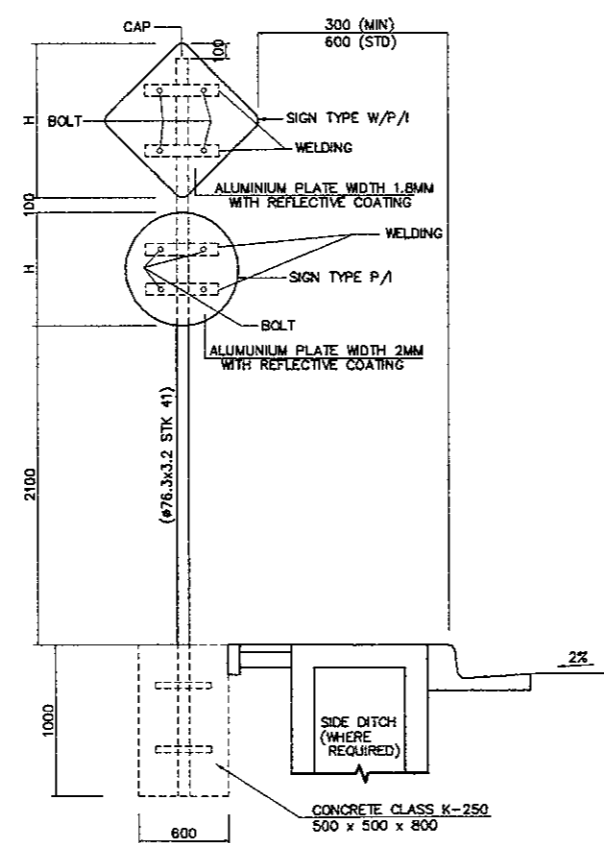 CAP
300 (MIN)
600 (STD)
100
H
BOLT
SIGN TYPE W/P/I
WELDING
ALUMINIUM PLATE WIDTH 1.8MM
WITH REFLECTIVE COATING
100
WELDING
H
SIGN TYPE P/I
BOLT
ALUMUNIUM PLATE WIDTH 2MM
WITH REFLECTIVE COATING
2100
(ø76.3x3.2 STK 41)
2%
1000
SIDE DITCH
(WHERE
REQUIRED)
CONCRETE CLASS K-250
500 x 500 x 800
600